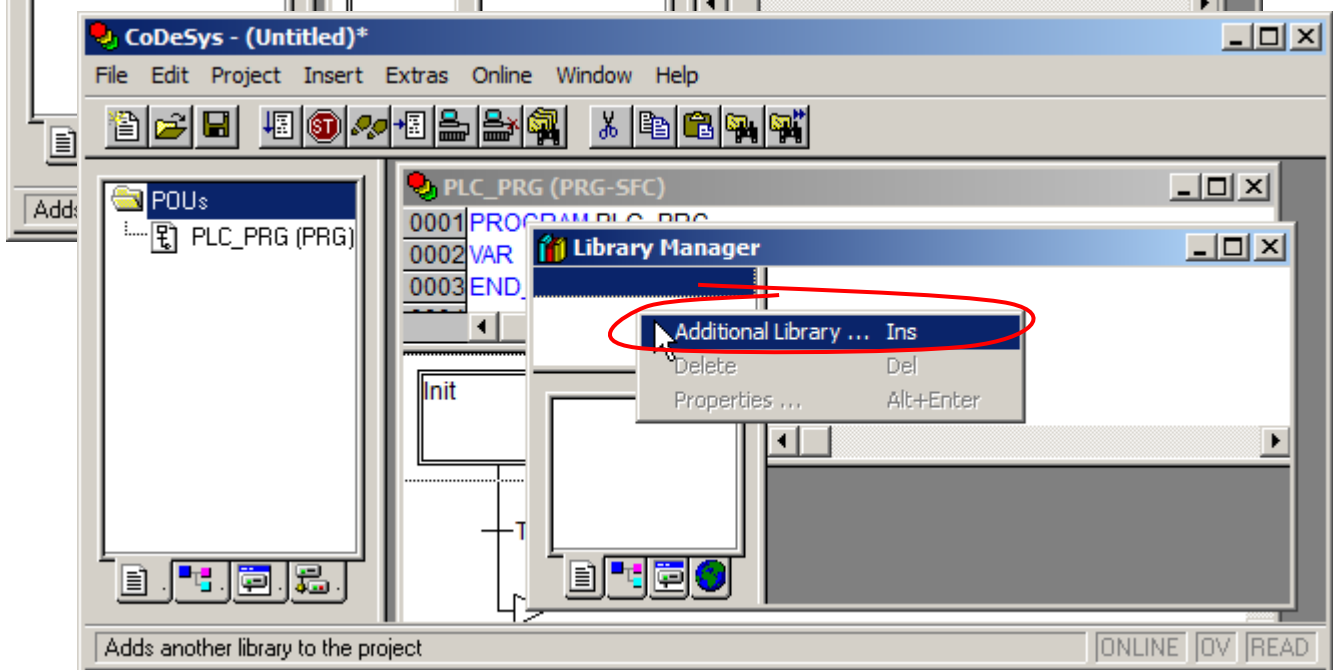 CoDeSys - (Untitled)*
File Edit Project Insert Extras Online Window Help
ST
POUs
PLC_PRG (PRG)
Adds
PLC_PRG (PRG-SFC)
0001 PROGRAM PLC_PRG
0002 VAR
0003 END_
Library Manager
Additional Library ... Ins
Delete Del
Properties ... Alt+Enter
Init
T
Adds another library to the project
ONLINE OV READ